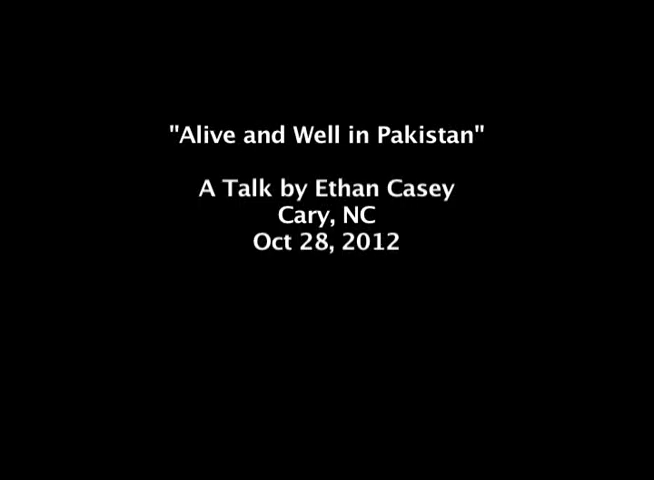 "Alive and Well in Pakistan"
A Talk by Ethan Casey
Cary, NC
Oct 28, 2012